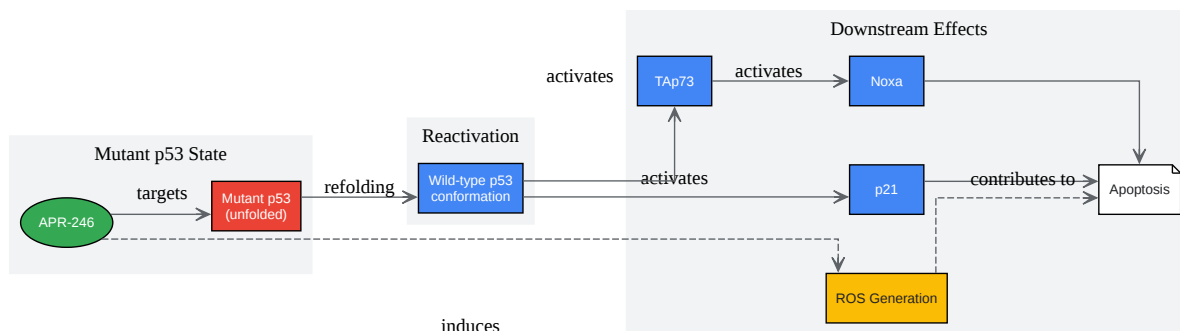 Downstream Effects
activates
TAp73
activates
Noxa
Reactivation
Mutant p53 State
targets
Mutant p53
(unfolded)
refolding
Wild-type p53
conformation
activates
p21
contributes to
Apoptosis
APR-246
ROS Generation
induces